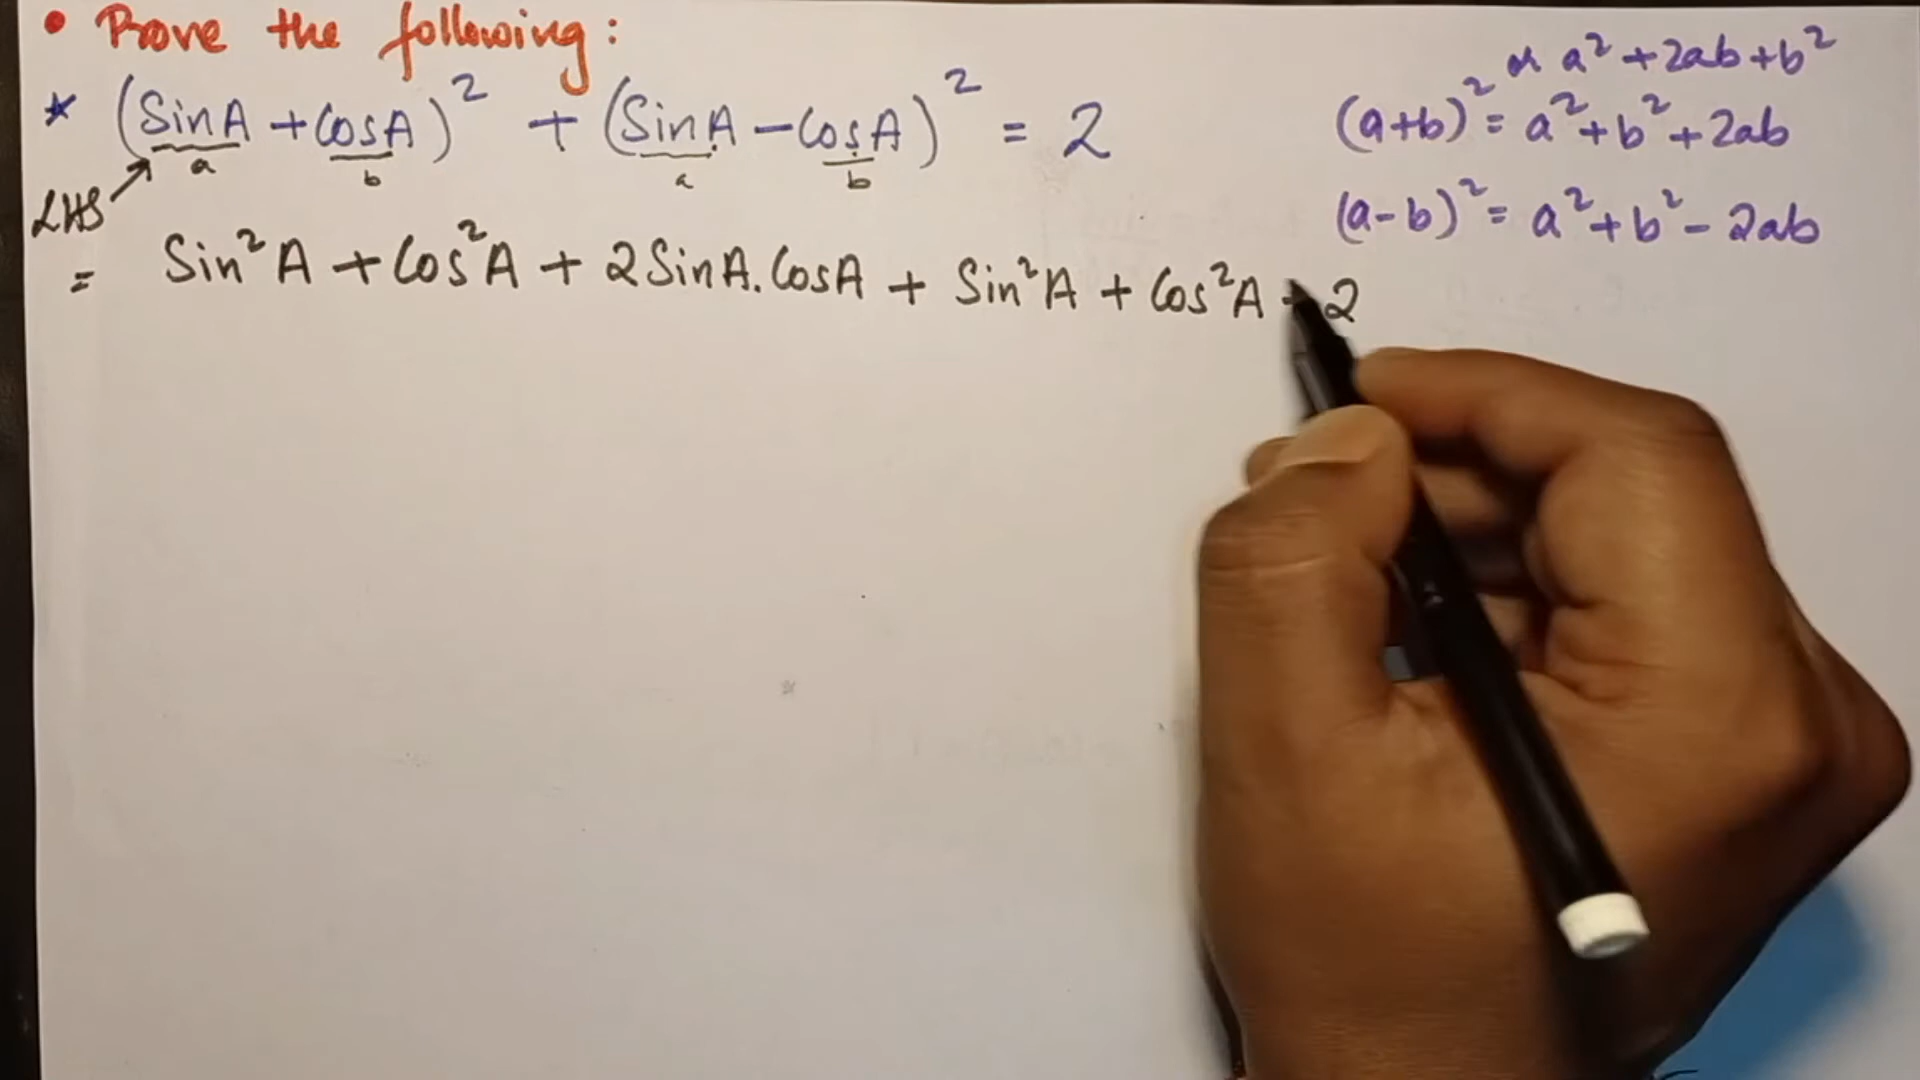 • Prove the following:
* (SinA + CosA)² + (SinA - CosA)² = 2
a b a b
LHS
= Sin²A + Cos²A + 2SinA.CosA + Sin²A + Cos²A - 2
or a² + 2ab + b²
(a+b)² = a² + b² + 2ab
(a-b)² = a² + b² - 2ab